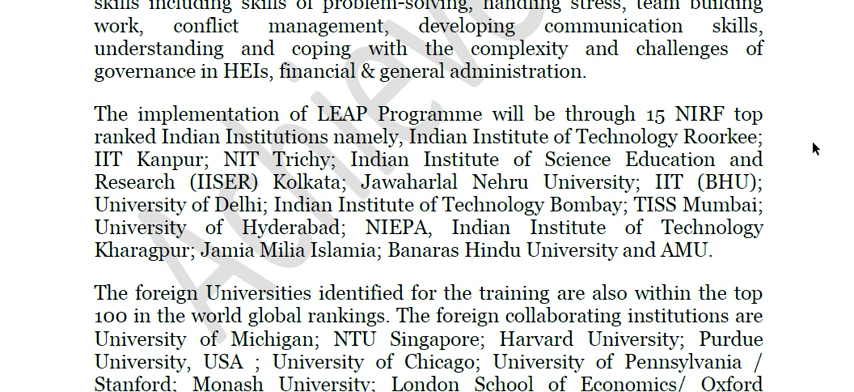 skills including skills of problem-solving, handling stress, team building
work, conflict management, developing communication skills,
understanding and coping with the complexity and challenges of
governance in HEIs, financial & general administration.
The implementation of LEAP Programme will be through 15 NIRF top
ranked Indian Institutions namely, Indian Institute of Technology Roorkee;
IIT Kanpur; NIT Trichy; Indian Institute of Science Education and
Research (IISER) Kolkata; Jawaharlal Nehru University; IIT (BHU);
University of Delhi; Indian Institute of Technology Bombay; TISS Mumbai;
University of Hyderabad; NIEPA, Indian Institute of Technology
Kharagpur; Jamia Milia Islamia; Banaras Hindu University and AMU.
The foreign Universities identified for the training are also within the top
100 in the world global rankings. The foreign collaborating institutions are
University of Michigan; NTU Singapore; Harvard University; Purdue
University, USA ; University of Chicago; University of Pennsylvania /
Stanford; Monash University; London School of Economics/ Oxford